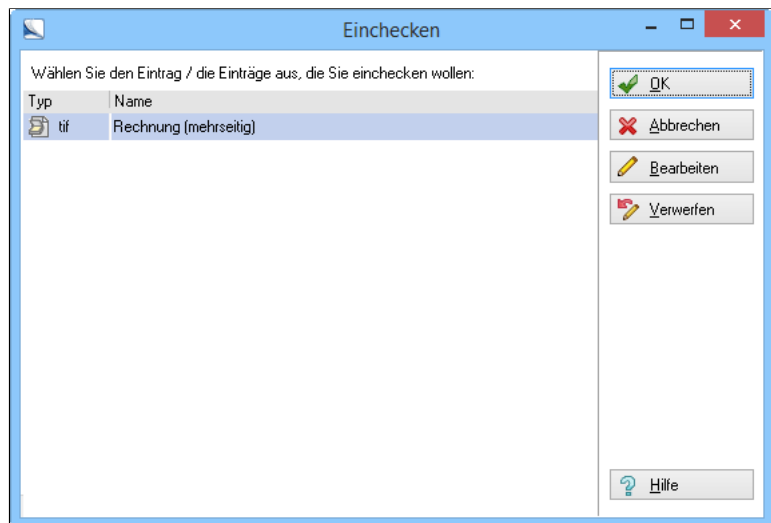 Einchecken
Wählen Sie den Eintrag / die Einträge aus, die Sie einchecken wollen:
Typ Name
tif Rechnung (mehrseitig)
OK
Abbrechen
Bearbeiten
Verwerfen
Hilfe